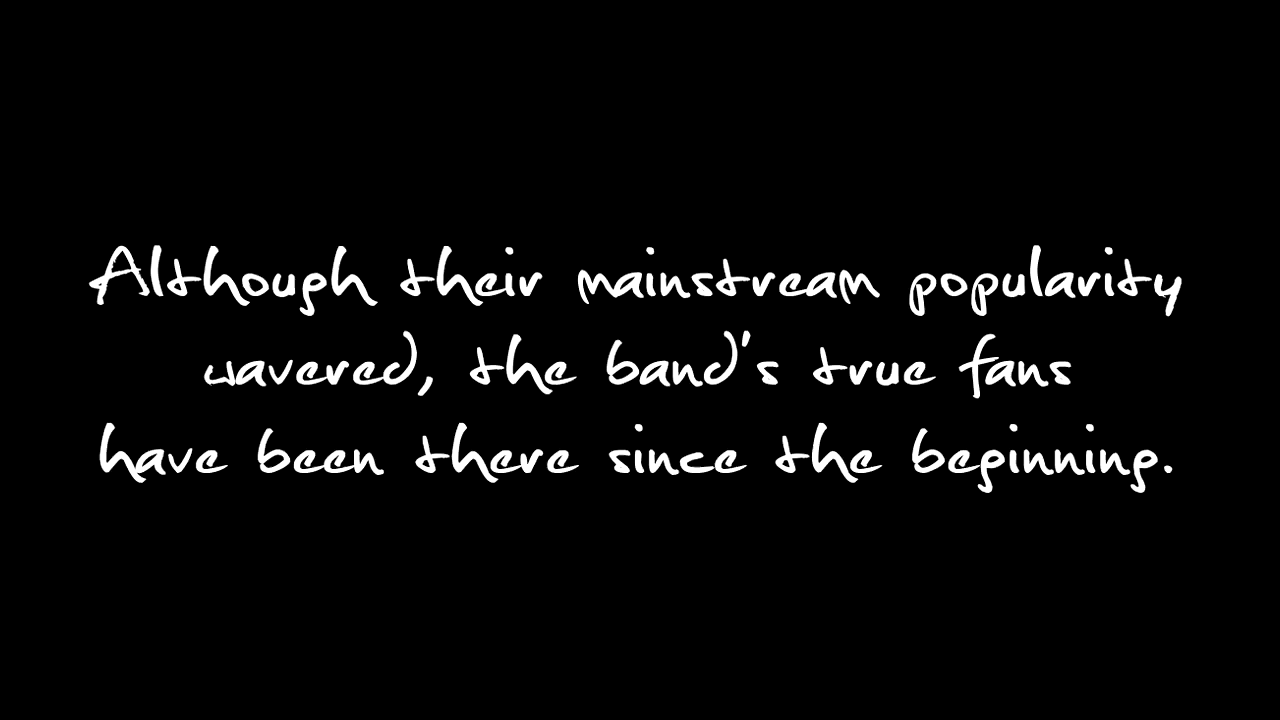 Although their mainstream popularity
wavered, the band's true fans
have been there since the beginning.